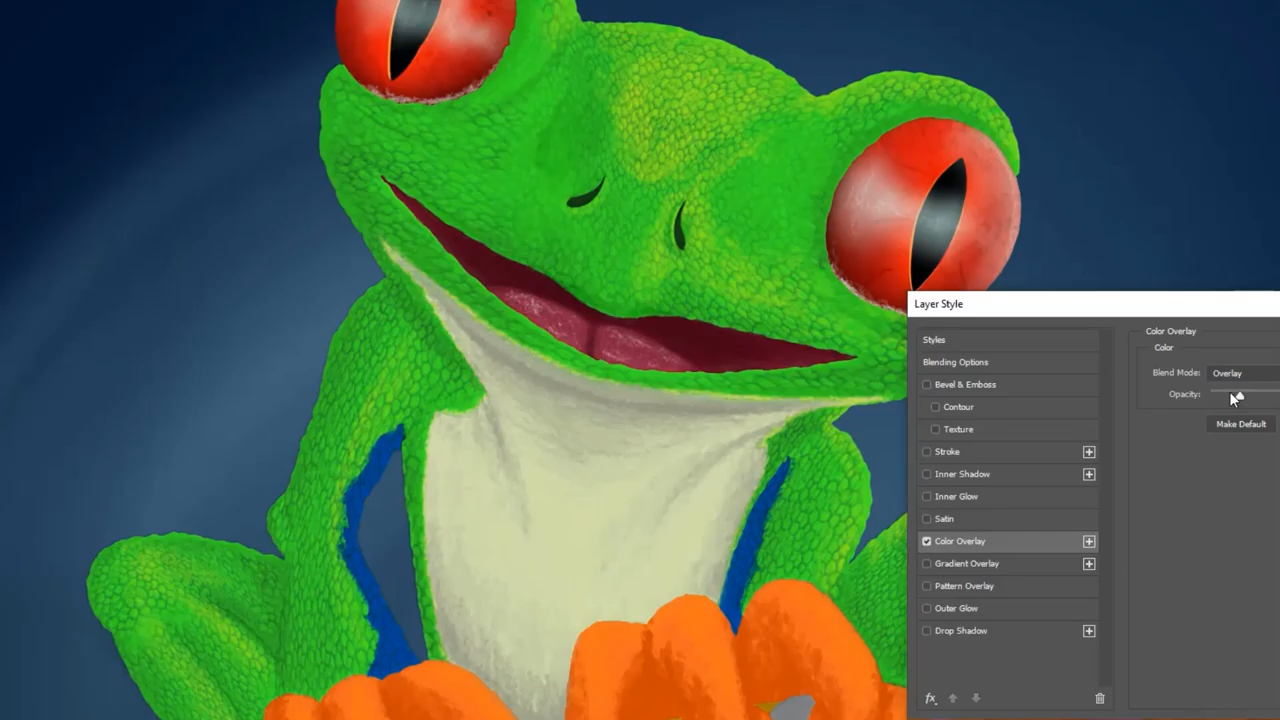 Layer Style
Styles
Blending Options
Bevel & Emboss
Contour
Texture
Stroke
Inner Shadow
Inner Glow
Satin
Color Overlay
Gradient Overlay
Pattern Overlay
Outer Glow
Drop Shadow
fx
Color Overlay
Color
Blend Mode: Overlay
Opacity:
Make Default